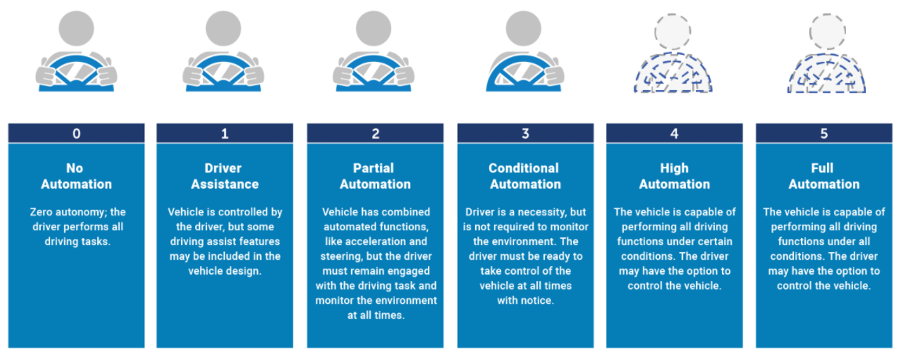 0
No
Automation
Zero autonomy; the
driver performs all
driving tasks.
1
Driver
Assistance
Vehicle is controlled by
the driver, but some
driving assist features
may be included in the
vehicle design.
2
Partial
Automation
Vehicle has combined
automated functions,
like acceleration and
steering, but the driver
must remain engaged
with the driving task and
monitor the environment
at all times.
3
Conditional
Automation
Driver is a necessity, but
is not required to monitor
the environment. The
driver must be ready to
take control of the
vehicle at all times
with notice.
4
High
Automation
The vehicle is capable of
performing all driving
functions under certain
conditions. The driver
may have the option to
control the vehicle.
5
Full
Automation
The vehicle is capable of
performing all driving
functions under all
conditions. The driver
may have the option to
control the vehicle.